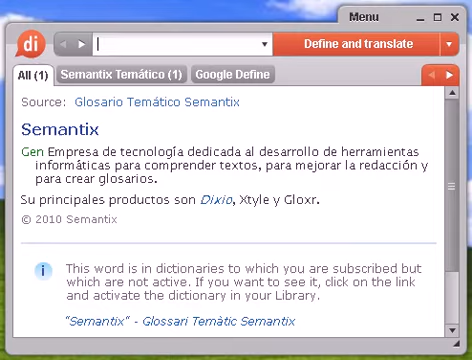 Menu
di
Define and translate
All (1)
Semantix Temático (1)
Google Define
Source: Glosario Temático Semantix
Semantix
Gen Empresa de tecnología dedicada al desarrollo de herramientas
informáticas para comprender textos, para mejorar la redacción y
para crear glosarios.
Su principales productos son Dixio, Xtyle y Gloxr.
© 2010 Semantix
i
This word is in dictionaries to which you are subscribed but
which are not active. If you want to see it, click on the link
and activate the dictionary in your Library.
"Semantix" - Glossari Temàtic Semantix